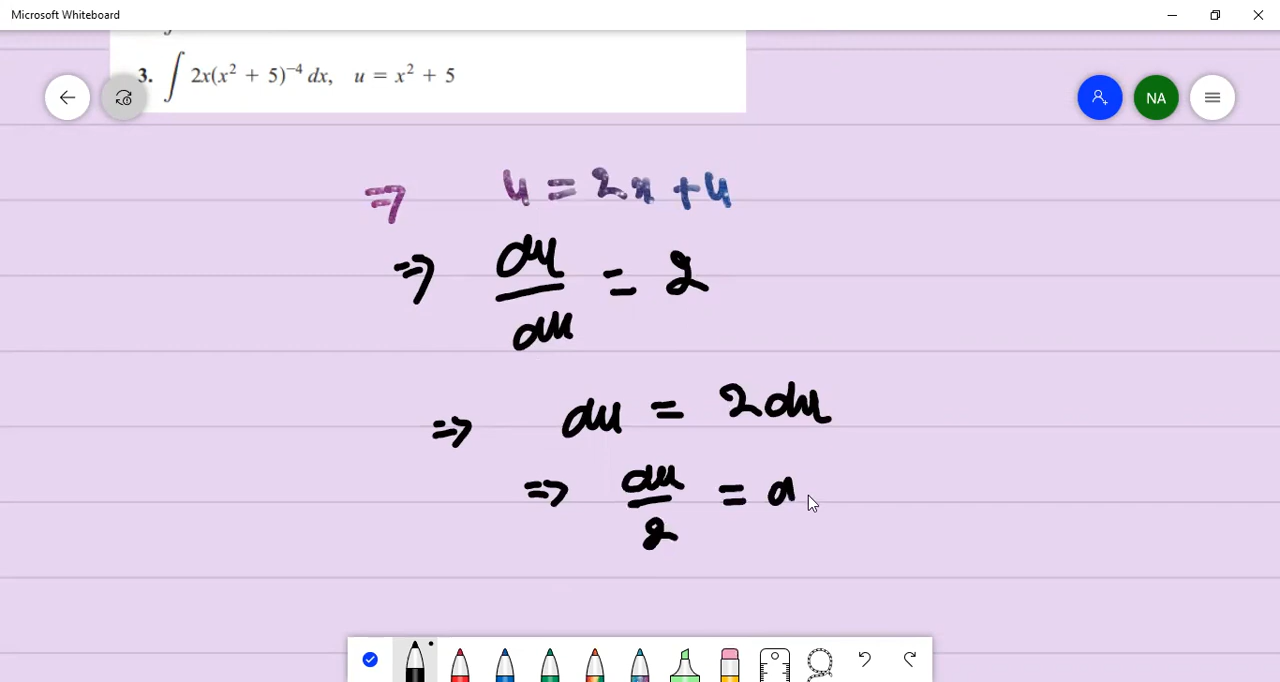 Microsoft Whiteboard
3. ∫ 2x(x² + 5)⁻⁴ dx, u = x² + 5
NA
⇒ u = 2x + 4
⇒ du/dx = 2
⇒ du = 2dx
⇒ du/2 = d